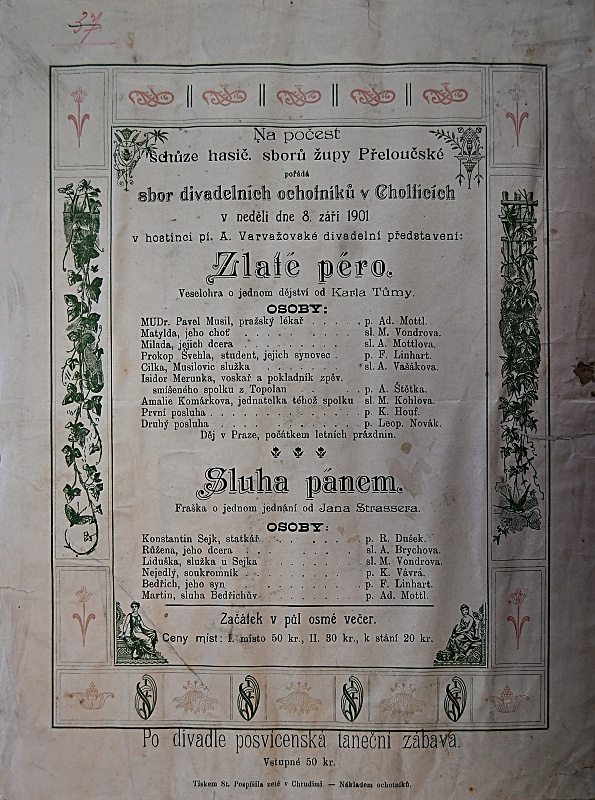 37
Na počest
schůze hasič. sborů župy Přeloučské
pořádá
sbor divadelních ochotníků v Cholticích
v neděli dne 8. září 1901
v hostinci pí. A. Varvažovské divadelní představení:
Zlaté péro.
Veselohra o jednom dějství od Karla Tůmy.
OSOBY:
MUDr. Pavel Musil, pražský lékař . . . . . p. Ad. Mottl.
Matylda, jeho choť . . . . . . . . . sl. M. Vondrova.
Milada, jejich dcera . . . . . . . . . sl. A. Mottlova.
Prokop Švehla, student, jejich synovec . . . p. F. Linhart.
Cilka, Musilovic služka . . . . . . . . sl. A. Vašákova.
Isidor Merunka, voskař a pokladník zpěv.
smíšeného spolku z Topolan . . . . . . p. A. Štětka.
Amalie Komárkova, jednatelka téhož spolku sl. M. Kohlova.
První posluha . . . . . . . . . . . p. K. Houf.
Druhý posluha . . . . . . . . . . . p. Leop. Novák.
Děj v Praze, počátkem letních prázdnin.
Sluha pánem.
Fraška o jednom jednání od Jana Strassera.
OSOBY:
Konstantin Sejk, statkář . . . . . . . p. R. Dušek.
Růžena, jeho dcera . . . . . . . . sl. A. Brychova.
Liduška, služka u Sejka . . . . . . . sl. M. Vondrova.
Nejedlý, soukromník . . . . . . . . p. K. Vávra.
Bedřich, jeho syn . . . . . . . . . p. F. Linhart.
Martin, sluha Bedřichův . . . . . . . p. Ad. Mottl.
Začátek v půl osmé večer.
Ceny míst: I. místo 50 kr., II. 30 kr., k stání 20 kr.
Po divadle posvícenská taneční zábava.
Vstupné 50 kr.
Tiskem St. Pospíšila zetě v Chrudimi. — Nákladem ochotníků.